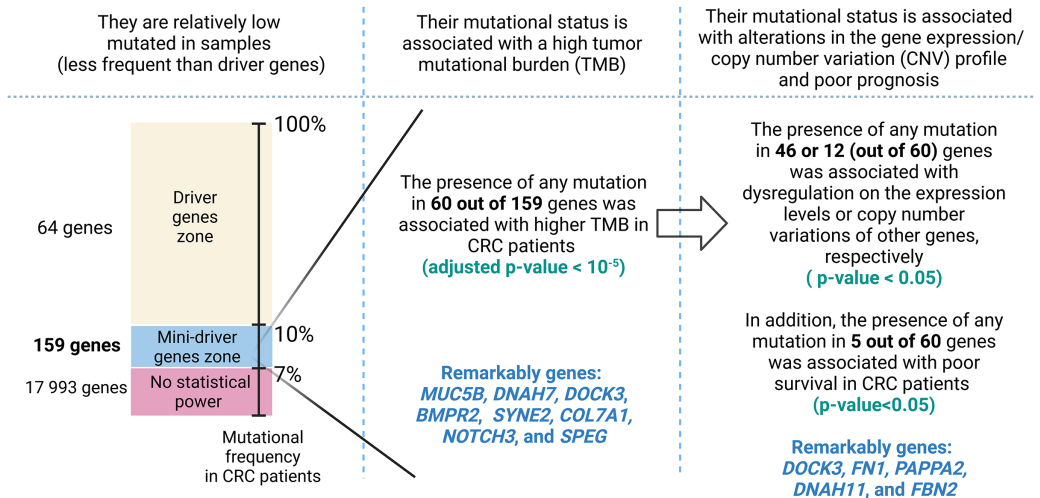 They are relatively low
mutated in samples
(less frequent than driver genes)
Their mutational status is
associated with a high tumor
mutational burden (TMB)
Their mutational status is associated
with alterations in the gene expression/
copy number variation (CNV) profile
and poor prognosis
100%
Driver
genes
zone
64 genes
10%
Mini-driver
genes zone
159 genes
7%
No statistical
power
17 993 genes
Mutational
frequency
in CRC patients
The presence of any mutation
in 60 out of 159 genes was
associated with higher TMB in
CRC patients
(adjusted p-value < 10-5)
Remarkably genes:
MUC5B, DNAH7, DOCK3,
BMPR2, SYNE2, COL7A1,
NOTCH3, and SPEG
The presence of any mutation
in 46 or 12 (out of 60) genes
was associated with
dysregulation on the expression
levels or copy number
variations of other genes,
respectively
( p-value < 0.05)
In addition, the presence of any
mutation in 5 out of 60 genes
was associated with poor
survival in CRC patients
(p-value<0.05)
Remarkably genes:
DOCK3, FN1, PAPPA2,
DNAH11, and FBN2